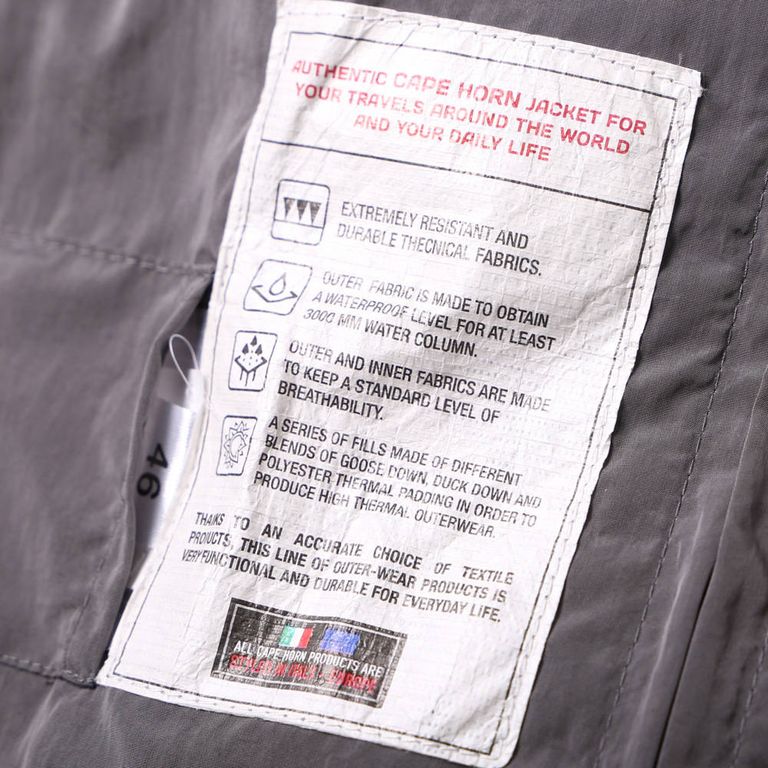 AUTHENTIC CAPE HORN JACKET FOR
YOUR TRAVELS AROUND THE WORLD
AND YOUR DAILY LIFE
EXTREMELY RESISTANT AND
DURABLE THECNICAL FABRICS.
OUTER FABRIC IS MADE TO OBTAIN
A WATERPROOF LEVEL FOR AT LEAST
3000 MM WATER COLUMN.
OUTER AND INNER FABRICS ARE MADE
TO KEEP A STANDARD LEVEL OF
BREATHABILITY.
A SERIES OF FILLS MADE OF DIFFERENT
BLENDS OF GOOSE DOWN, DUCK DOWN AND
POLYESTER THERMAL PADDING IN ORDER TO
PRODUCE HIGH THERMAL OUTERWEAR.
THANKS TO AN ACCURATE CHOICE OF TEXTILE
PRODUCTS, THIS LINE OF OUTER-WEAR PRODUCTS IS
VERY FUNCTIONAL AND DURABLE FOR EVERYDAY LIFE.
ALL CAPE HORN PRODUCTS ARE
STYLED IN ITALY - EUROPE
46